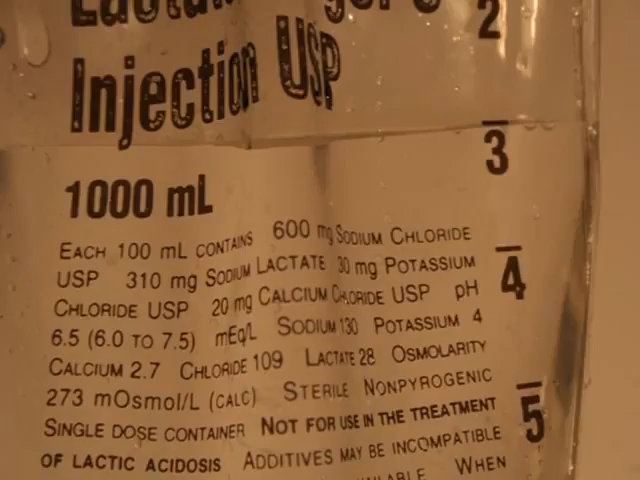 Injection USP
2
3
1000 mL
EACH 100 mL CONTAINS 600 mg SODIUM CHLORIDE
USP 310 mg SODIUM LACTATE 30 mg POTASSIUM
CHLORIDE USP 20 mg CALCIUM CHLORIDE USP pH
4
6.5 (6.0 TO 7.5) mEq/L SODIUM 130 POTASSIUM 4
CALCIUM 2.7 CHLORIDE 109 LACTATE 28 OSMOLARITY
273 mOsmol/L (CALC) STERILE NONPYROGENIC
SINGLE DOSE CONTAINER NOT FOR USE IN THE TREATMENT
5
OF LACTIC ACIDOSIS ADDITIVES MAY BE INCOMPATIBLE
WHEN